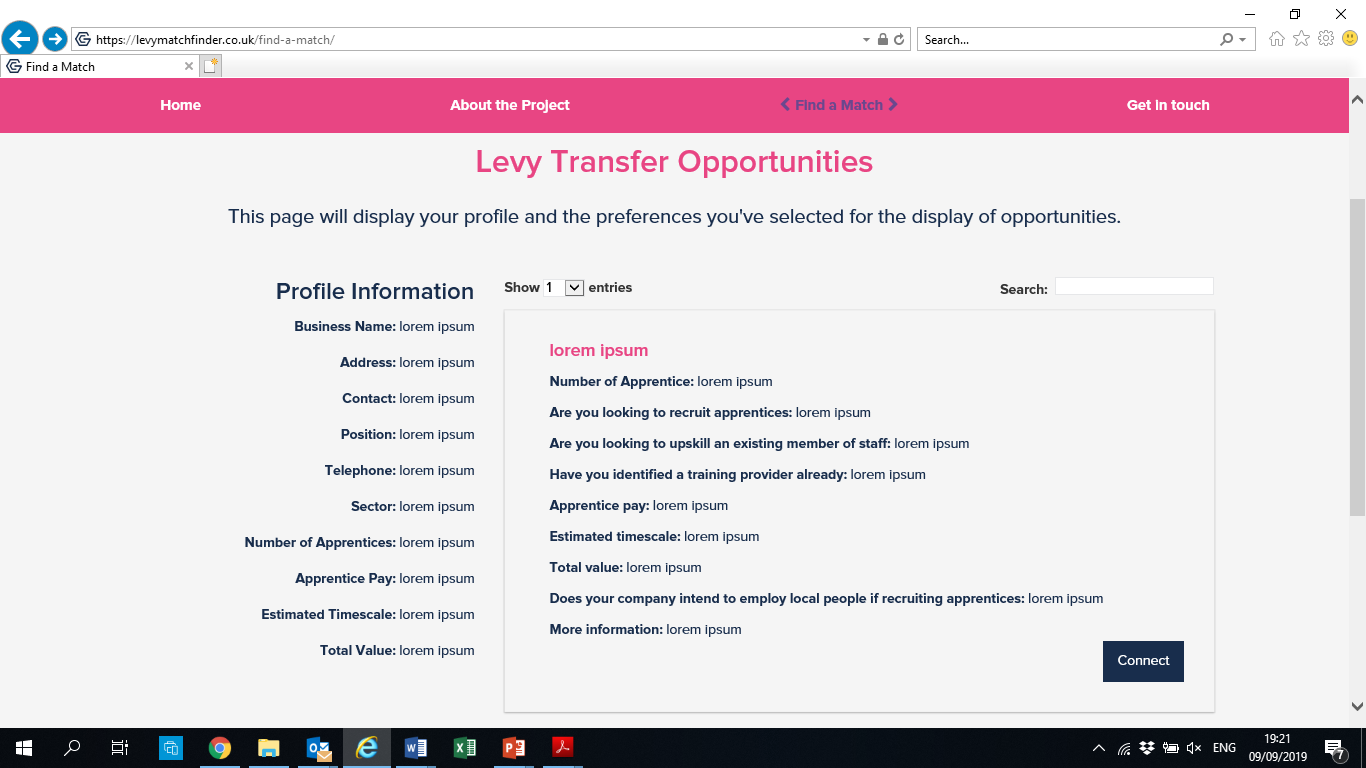 https://levymatchfinder.co.uk/find-a-match/
Search...
Find a Match
Home
About the Project
Find a Match
Get in touch
Levy Transfer Opportunities
This page will display your profile and the preferences you've selected for the display of opportunities.
Profile Information
Business Name: lorem ipsum
Address: lorem ipsum
Contact: lorem ipsum
Position: lorem ipsum
Telephone: lorem ipsum
Sector: lorem ipsum
Number of Apprentices: lorem ipsum
Apprentice Pay: lorem ipsum
Estimated Timescale: lorem ipsum
Total Value: lorem ipsum
Show 1 entries
Search:
lorem ipsum
Number of Apprentice: lorem ipsum
Are you looking to recruit apprentices: lorem ipsum
Are you looking to upskill an existing member of staff: lorem ipsum
Have you identified a training provider already: lorem ipsum
Apprentice pay: lorem ipsum
Estimated timescale: lorem ipsum
Total value: lorem ipsum
Does your company intend to employ local people if recruiting apprentices: lorem ipsum
More information: lorem ipsum
Connect
ENG
19:21
09/09/2019
7